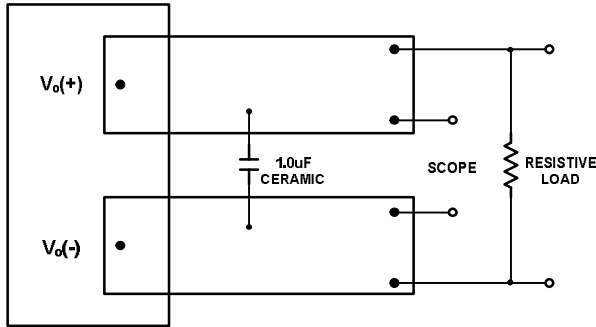 Vo(+)
1.0uF
CERAMIC
SCOPE
RESISTIVE
LOAD
Vo(-)